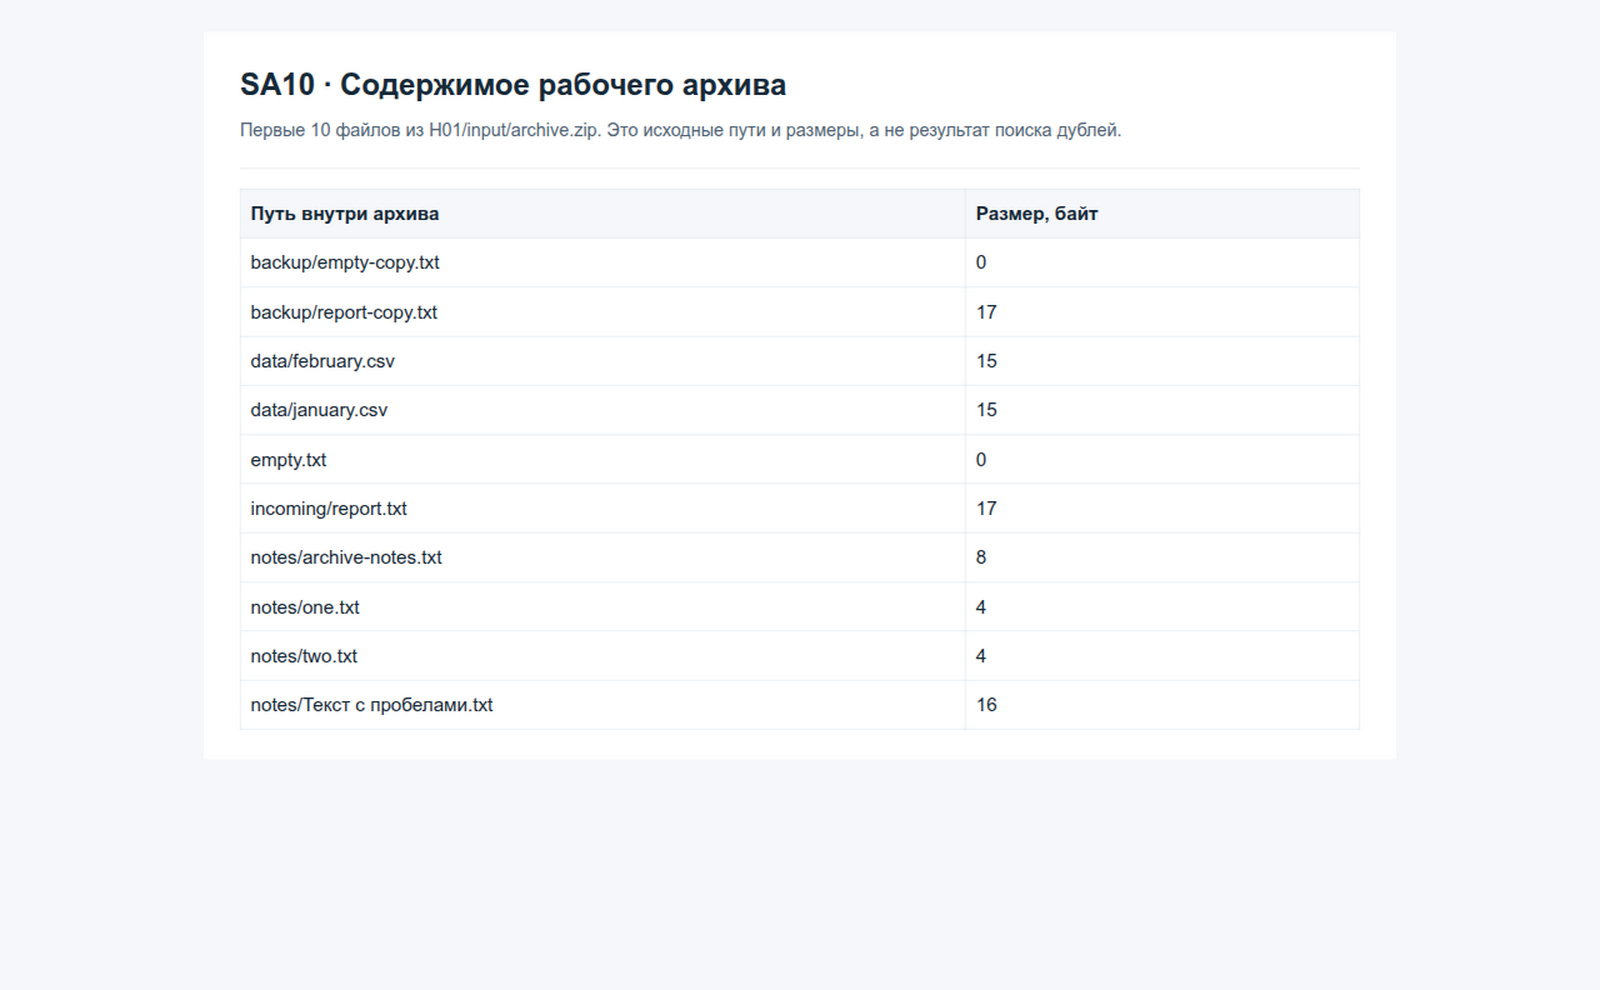 SA10 · Содержимое рабочего архива
Первые 10 файлов из H01/input/archive.zip. Это исходные пути и размеры, а не результат поиска дублей.
Путь внутри архива Размер, байт
backup/empty-copy.txt 0
backup/report-copy.txt 17
data/february.csv 15
data/january.csv 15
empty.txt 0
incoming/report.txt 17
notes/archive-notes.txt 8
notes/one.txt 4
notes/two.txt 4
notes/Текст с пробелами.txt 16